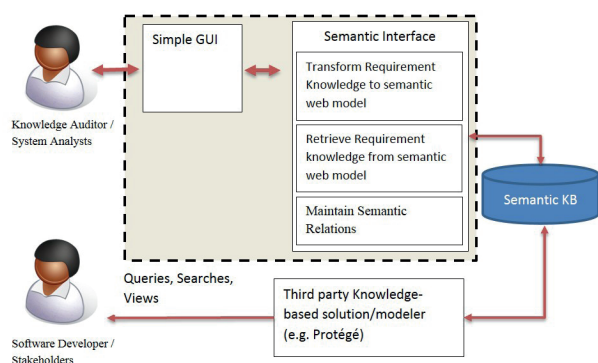 Simple GUI
Semantic Interface
Transform Requirement
Knowledge to semantic
web model
Retrieve Requirement
knowledge from semantic
web model
Maintain Semantic
Relations
Knowledge Auditor /
System Analysts
Semantic KB
Queries, Searches,
Views
Third party Knowledge-
based solution/modeler
(e.g. Protégé)
Software Developer /
Stakeholders